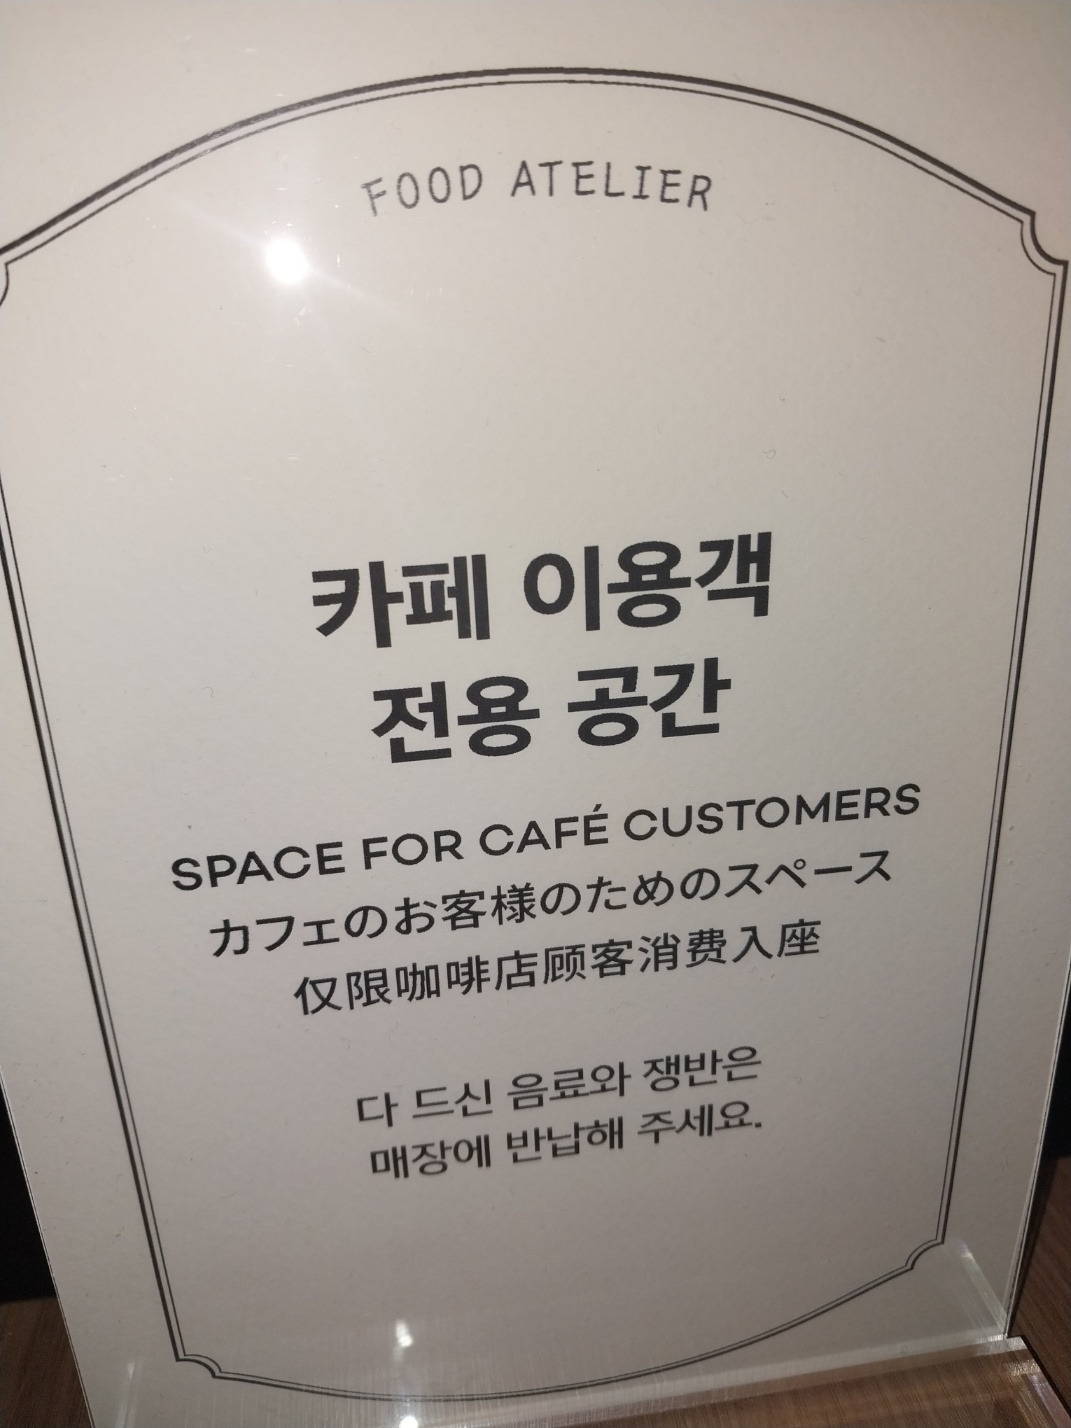 FOOD ATELIER
카페 이용객
전용 공간
SPACE FOR CAFÉ CUSTOMERS
カフェのお客様のためのスペース
仅限咖啡店顾客消费入座
다 드신 음료와 쟁반은
매장에 반납해 주세요.